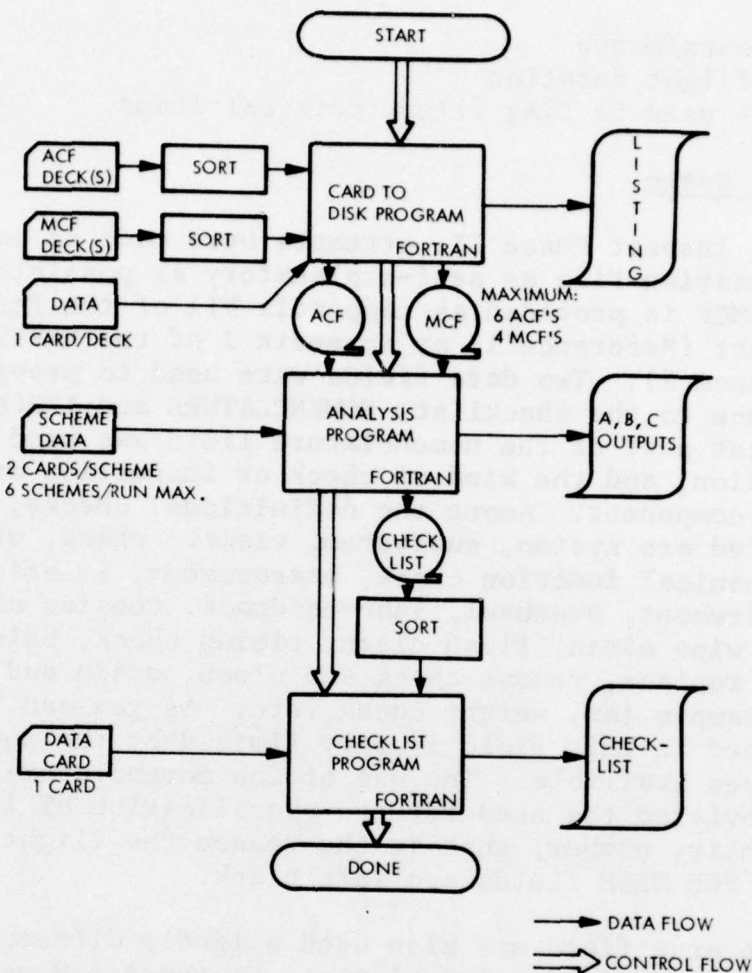 START
ACF
DECK(S)
SORT
CARD TO
DISK PROGRAM
FORTRAN
LISTING
MCF
DECK(S)
SORT
DATA
1 CARD/DECK
ACF
MCF
MAXIMUM:
6 ACF'S
4 MCF'S
SCHEME
DATA
2 CARDS/SCHEME
6 SCHEMES/RUN MAX.
ANALYSIS
PROGRAM
FORTRAN
A, B, C
OUTPUTS
CHECK
LIST
SORT
DATA
CARD
1 CARD
CHECKLIST
PROGRAM
FORTRAN
CHECK-
LIST
DONE
DATA FLOW
CONTROL FLOW